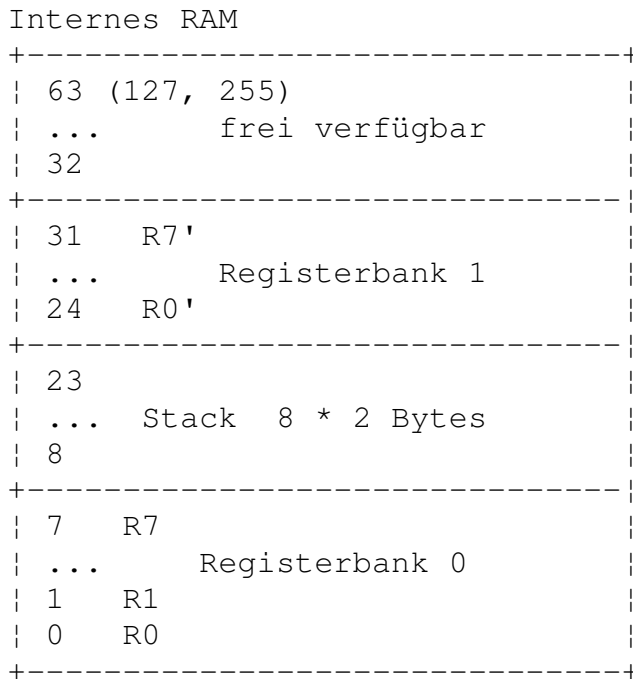 Internes RAM
+--------------------------------+
¦ 63 (127, 255)                  ¦
¦ ...      frei verfügbar        ¦
¦ 32                             ¦
+--------------------------------¦
¦ 31   R7'                       ¦
¦ ...      Registerbank 1        ¦
¦ 24   R0'                       ¦
+--------------------------------¦
¦ 23                             ¦
¦ ...  Stack  8 * 2 Bytes        ¦
¦ 8                              ¦
+--------------------------------¦
¦ 7   R7                         ¦
¦ ...     Registerbank 0         ¦
¦ 1   R1                         ¦
¦ 0   R0                         ¦
+--------------------------------+